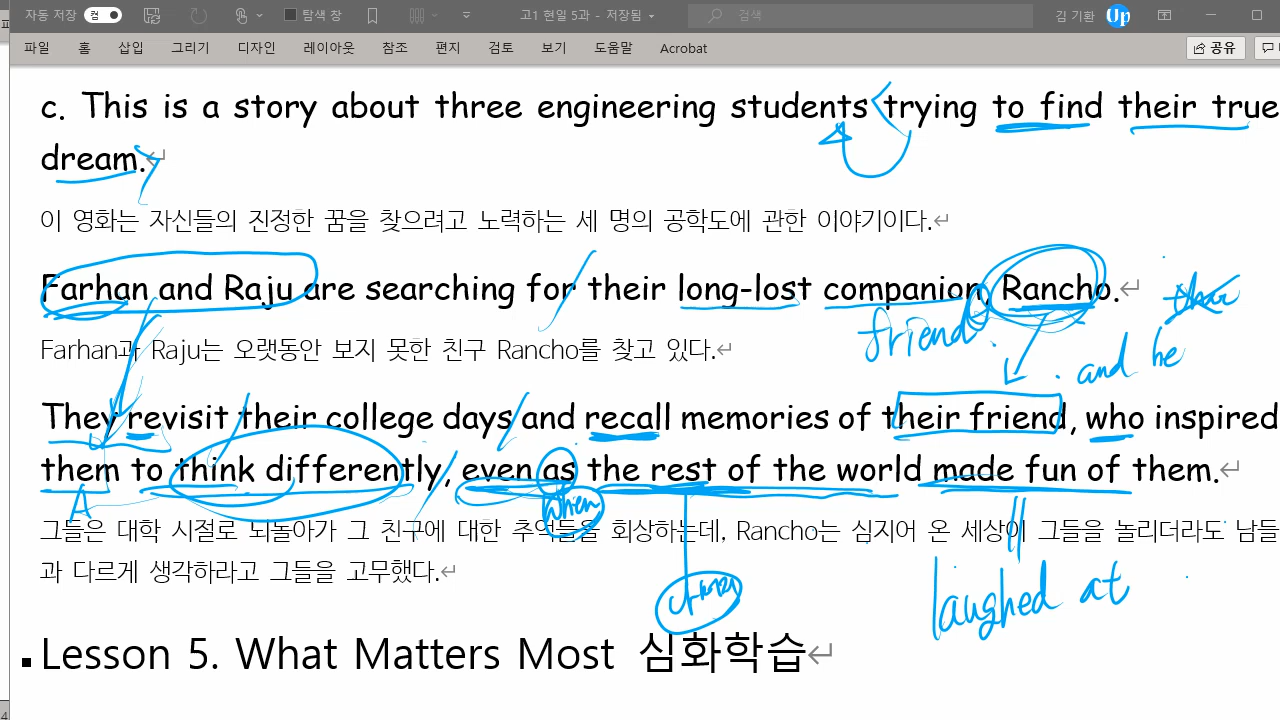 자동 저장 켬 탐색 창 고1 현일 5과 - 저장됨 검색 김 기환 Up
파일 홈 삽입 그리기 디자인 레이아웃 참조 편지 검토 보기 도움말 Acrobat 공유
c. This is a story about three engineering students trying to find their true
dream.
이 영화는 자신들의 진정한 꿈을 찾으려고 노력하는 세 명의 공학도에 관한 이야기이다.
Farhan and Raju are searching for their long-lost companion, Rancho.
friend
Farhan과 Raju는 오랫동안 보지 못한 친구 Rancho를 찾고 있다.
and he
They revisit their college days and recall memories of their friend, who inspired
them to think differently, even as the rest of the world made fun of them.
A
when
그들은 대학 시절로 뇌돌아가 그 친구에 대한 추억들을 회상하는데, Rancho는 심지어 온 세상이 그들을 놀리더라도 남들
과 다르게 생각하라고 그들을 고무했다.
laughed at
Lesson 5. What Matters Most 심화학습